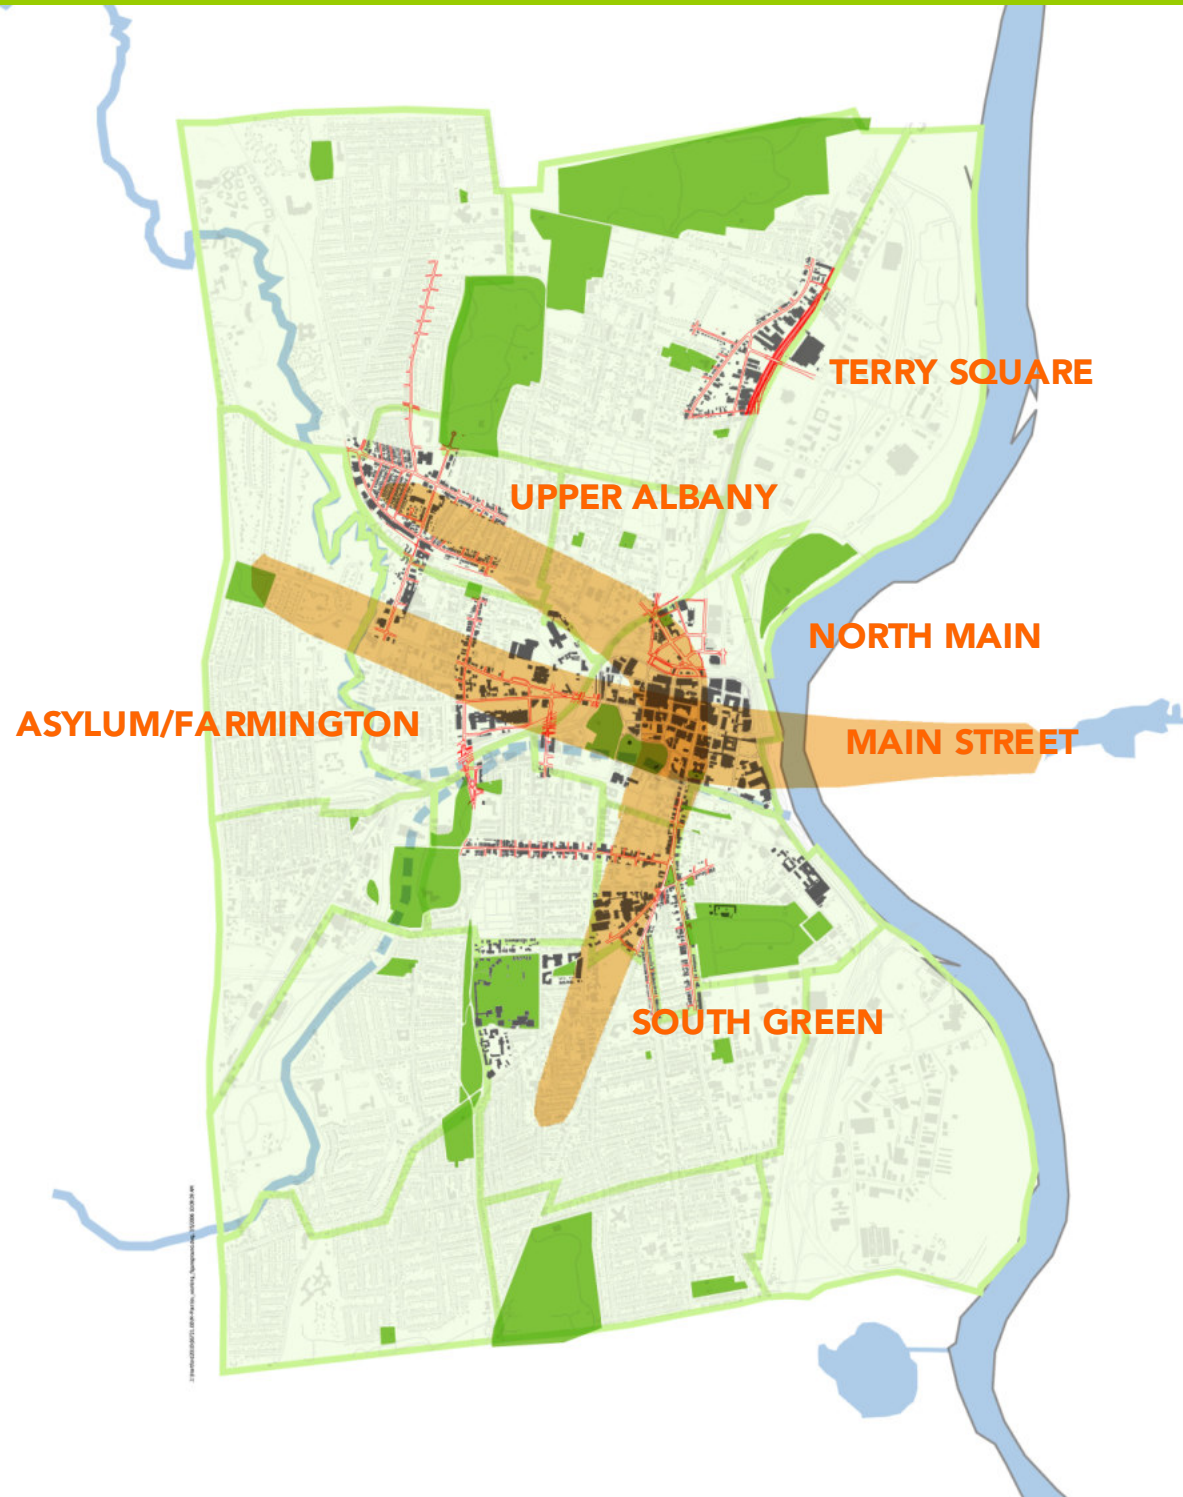 TERRY SQUARE
UPPER ALBANY
NORTH MAIN
ASYLUM/FARMINGTON
MAIN STREET
SOUTH GREEN